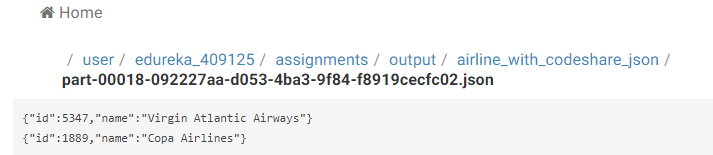 Home
/ user / edureka_409125 / assignments / output / airline_with_codeshare_json /
part-00018-092227aa-d053-4ba3-9f84-f8919cecfc02.json
{"id":5347,"name":"Virgin Atlantic Airways"}
{"id":1889,"name":"Copa Airlines"}